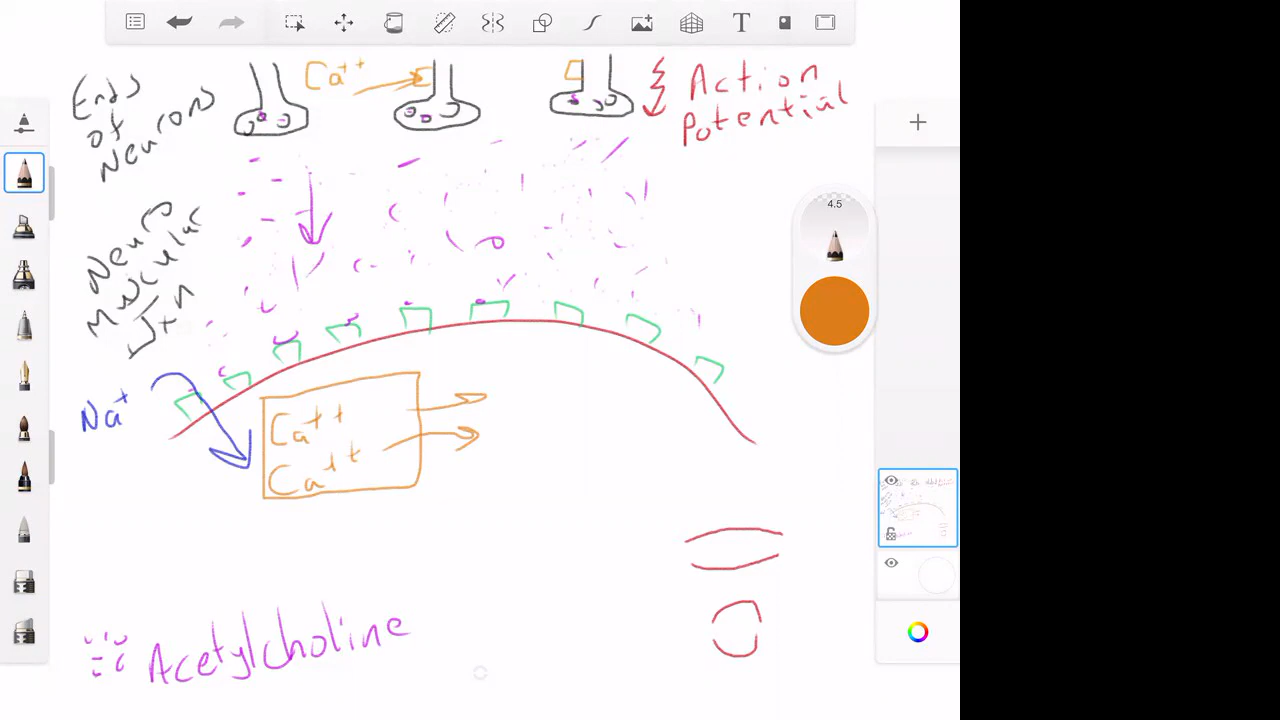 4.5
Ends
of
Neurons
Ca++
Action
Potential
Neuro
Muscular
Jxn
Na+
Ca++
Ca++
Acetylcholine